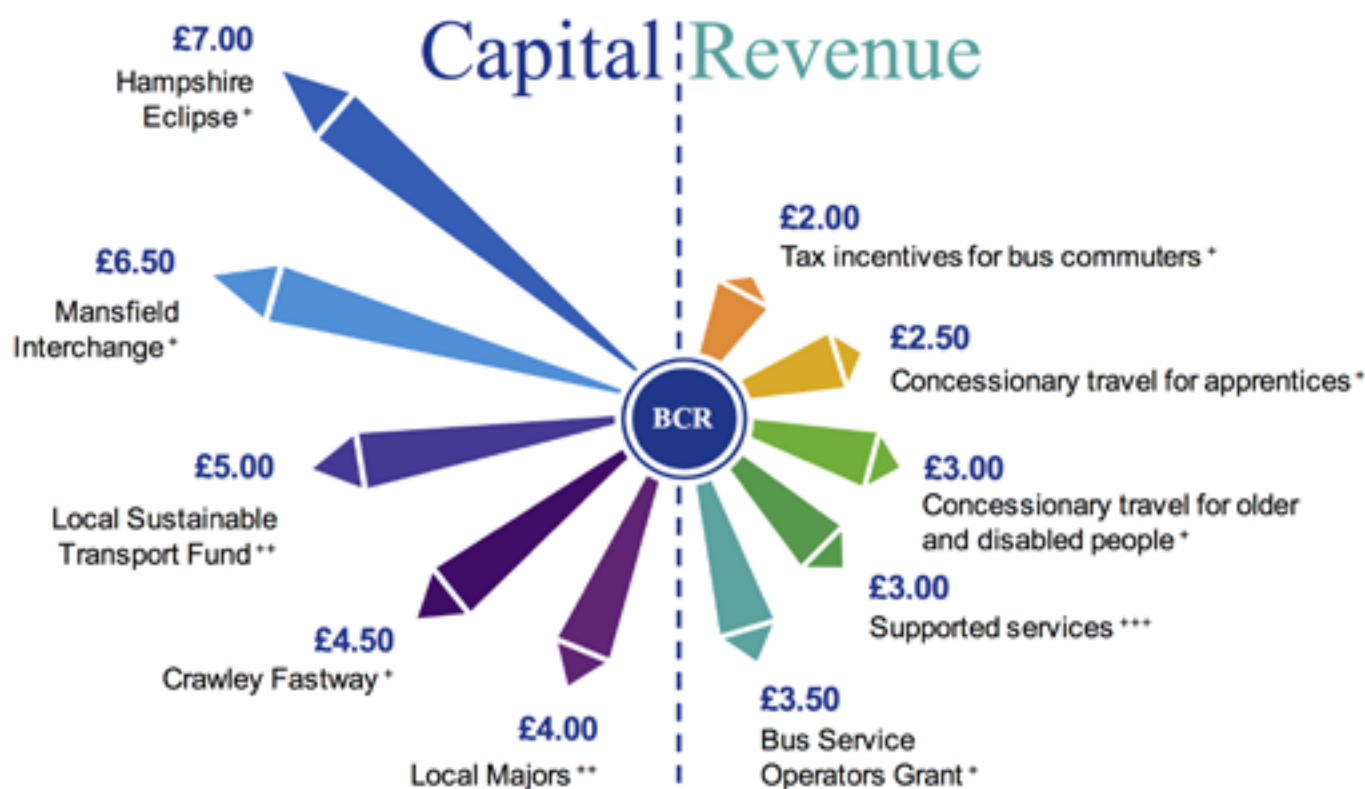 Capital Revenue
£7.00
Hampshire
Eclipse +
£6.50
Mansfield
Interchange +
£5.00
Local Sustainable
Transport Fund ++
£4.50
Crawley Fastway +
£4.00
Local Majors ++
BCR
£2.00
Tax incentives for bus commuters +
£2.50
Concessionary travel for apprentices +
£3.00
Concessionary travel for older
and disabled people +
£3.00
Supported services +++
£3.50
Bus Service
Operators Grant +